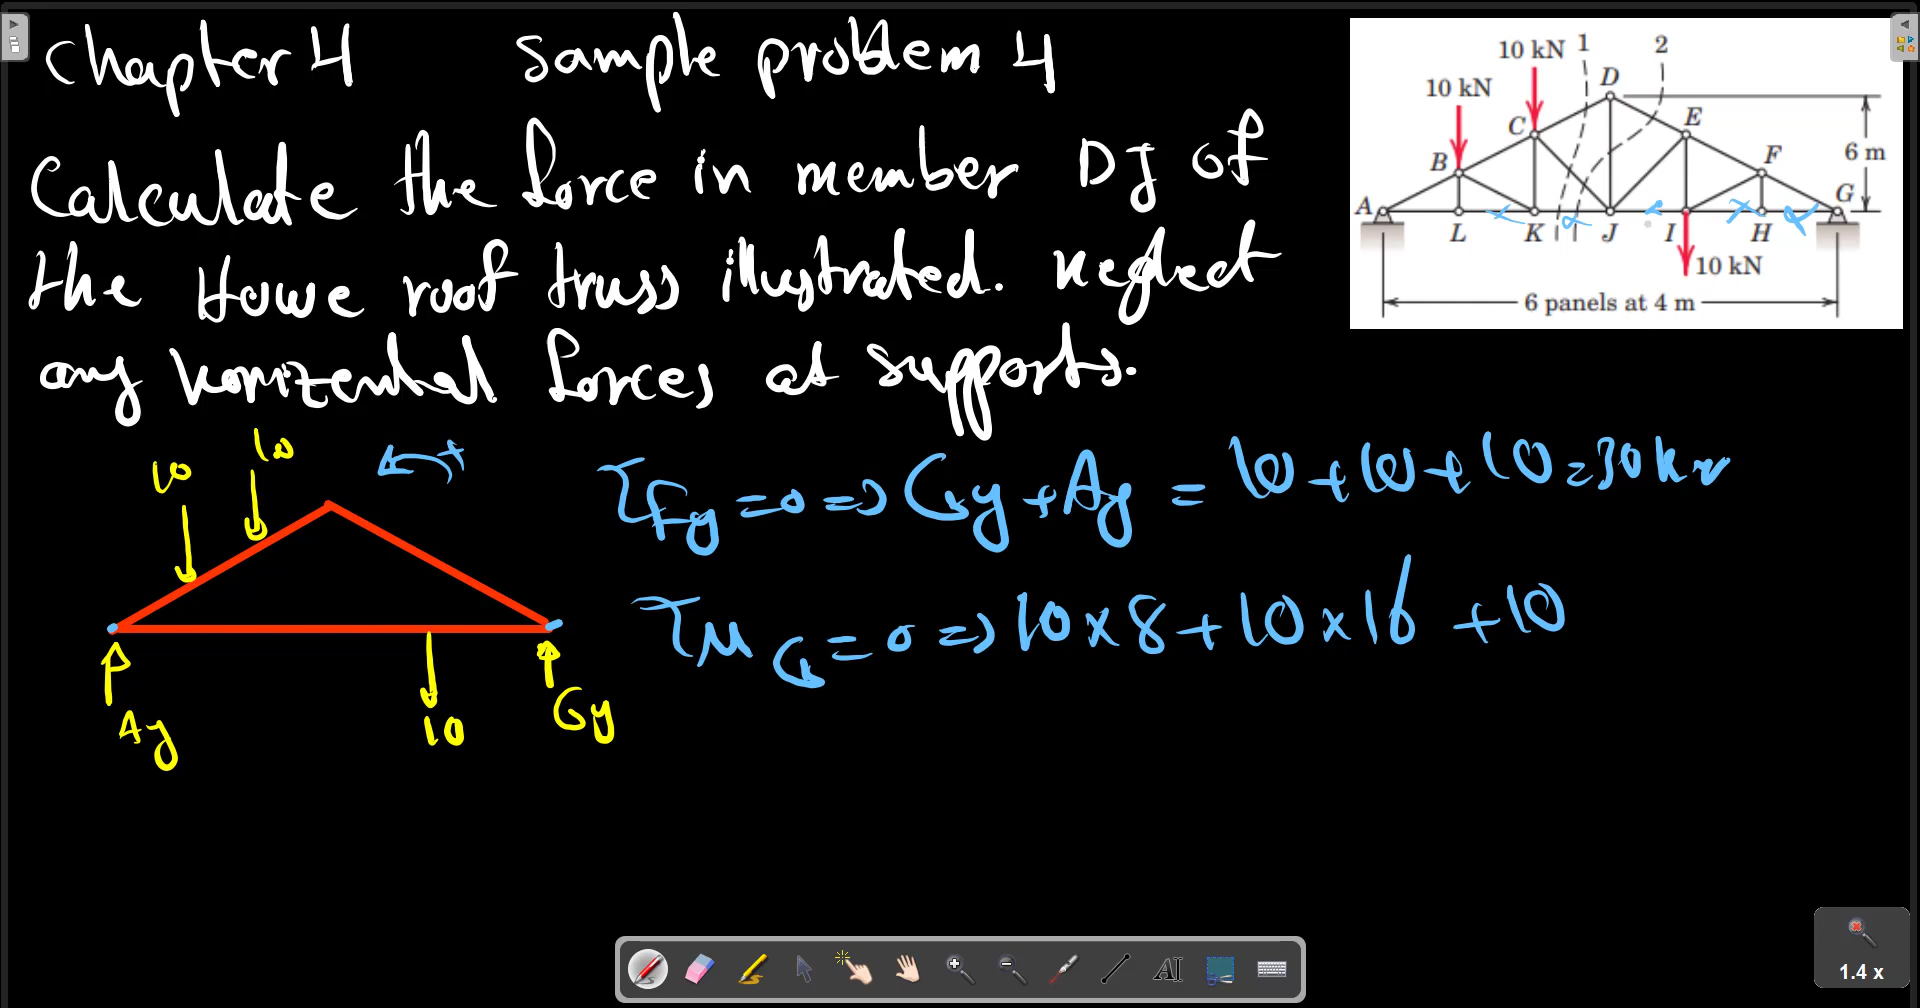 Chapter 4 Sample problem 4
Calculate the force in member DJ of
the Howe roof truss illustrated. neglect
any horizental forces at supports.
10 kN 1 2
10 kN D
C E
B F 6 m
A G
L K J I H
10 kN
6 panels at 4 m
10 10 +
ΣFy = 0 => Gy + Ay = 10 + 10 + 10 = 30 kN
ΣM G = 0 => 10 × 8 + 10 × 16 + 10
Ay 10 Gy
1.4 x